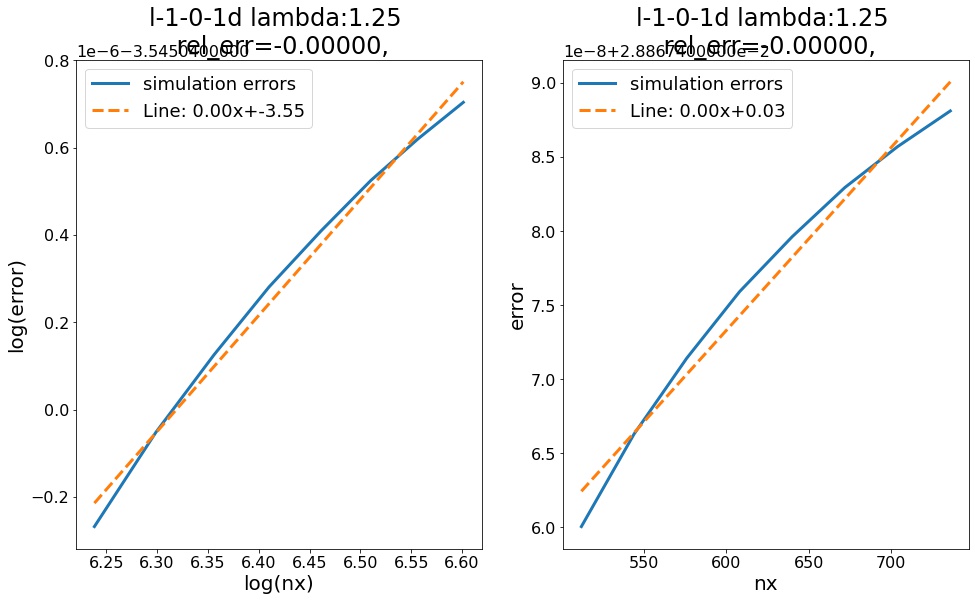 l-1-0-1d lambda:1.25
rel_err=-0.00000,
1e−6−3.5450400000
simulation errors
Line: 0.00x+-3.55
0.8
0.6
0.4
0.2
0.0
−0.2
log(error)
6.25 6.30 6.35 6.40 6.45 6.50 6.55 6.60
log(nx)
l-1-0-1d lambda:1.25
rel_err=-0.00000,
1e−8+2.8867400000e−2
simulation errors
Line: 0.00x+0.03
9.0
8.5
8.0
7.5
7.0
6.5
6.0
error
550 600 650 700
nx